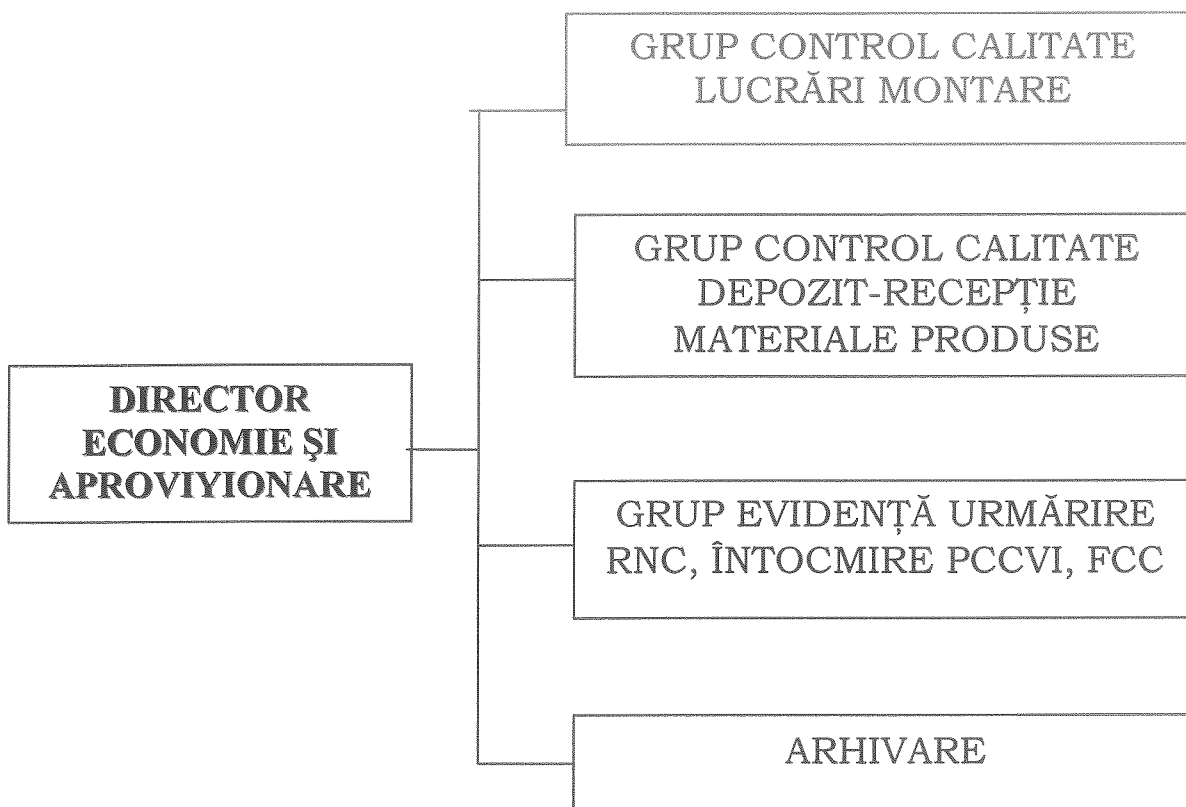 GRUP CONTROL CALITATE
LUCRĂRI MONTARE
GRUP CONTROL CALITATE
DEPOZIT-RECEPȚIE
MATERIALE PRODUSE
DIRECTOR
ECONOMIE ŞI
APROVIYIONARE
GRUP EVIDENȚĂ URMĂRIRE
RNC, ÎNTOCMIRE PCCVI, FCC
ARHIVARE